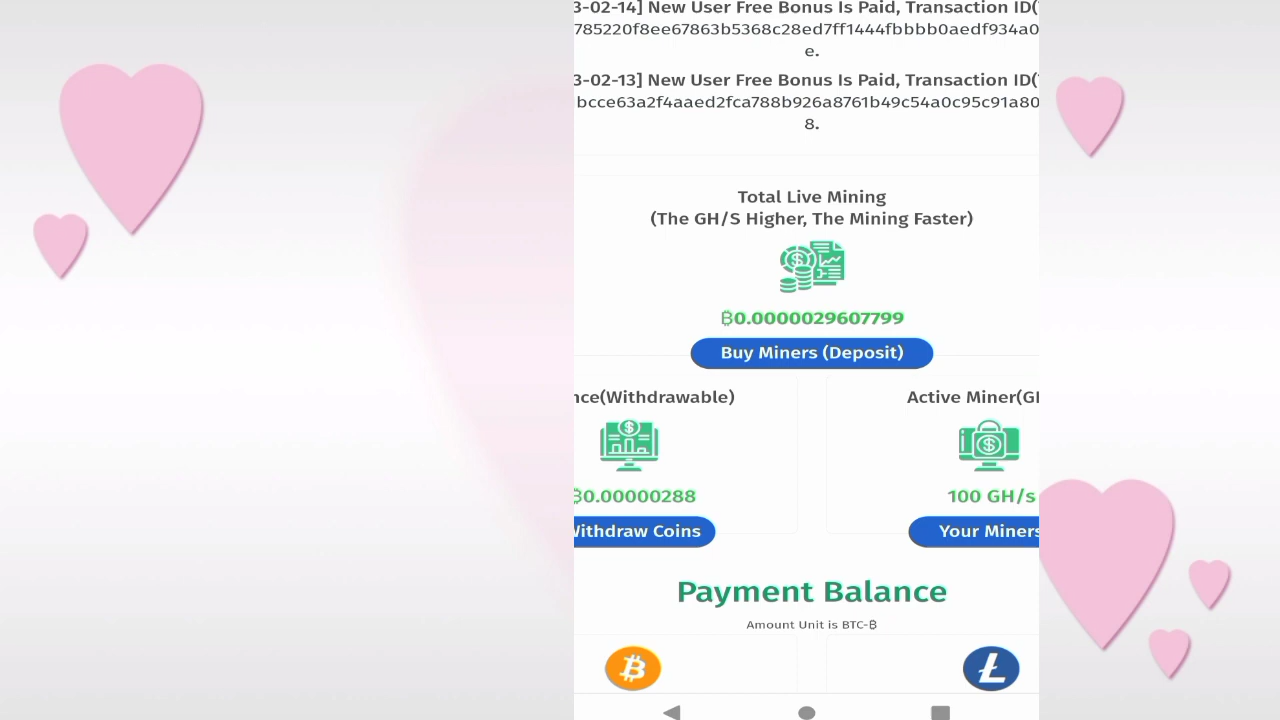 3-02-14] New User Free Bonus Is Paid, Transaction ID(
785220f8ee67863b5368c28ed7ff1444fbbbb0aedf934a0
e.
3-02-13] New User Free Bonus Is Paid, Transaction ID(
bcce63a2f4aaed2fca788b926a8761b49c54a0c95c91a80
8.
Total Live Mining
(The GH/S Higher, The Mining Faster)
₿0.0000029607799
Buy Miners (Deposit)
nce(Withdrawable)
Active Miner(GH
₿0.00000288
100 GH/s
Withdraw Coins
Your Miners
Payment Balance
Amount Unit is BTC-₿